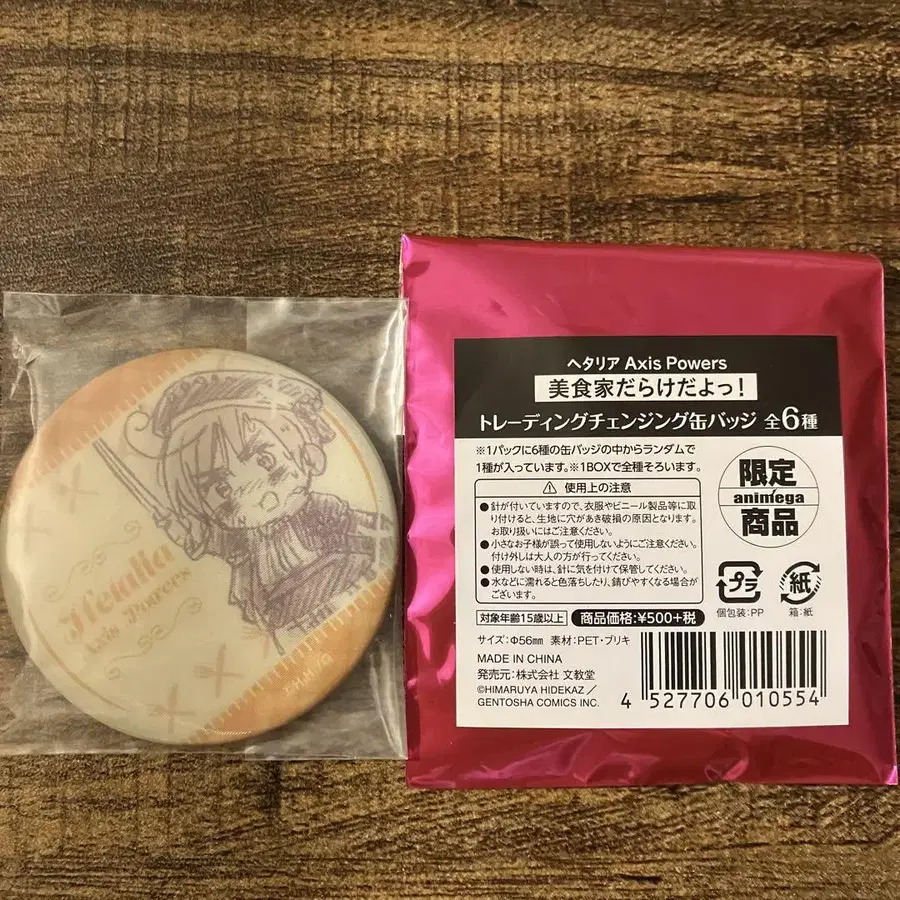 Hetalia
Axis Powers
ヘタリア Axis Powers
美食家だらけだよっ!
トレーディングチェンジング缶バッジ 全6種
※1パックに6種の缶バッジの中からランダムで
1種が入っています。※1BOXで全種そろいます。
⚠ 使用上の注意
●針が付いていますので、衣服やビニール製品等に取
り付けると、生地に穴があき破損の原因となります。
お取り扱いにはご注意ください。
●小さなお子様が誤って使用しないようにご注意ください。
付け外しは大人の方が行ってください。
●使用しない時は、針に気を付けて保管してください。
●水などに濡れると色落ちしたり、錆びやすくなる場合が
ございます。
限定
animega
商品
プラ
個包装:PP
紙
箱:紙
対象年齢15歳以上
商品価格:¥500+税
サイズ:Φ56mm 素材:PET・ブリキ
MADE IN CHINA
発売元:株式会社 文教堂
©HIMARUYA HIDEKAZ/
GENTOSHA COMICS INC.
4 527706 010554